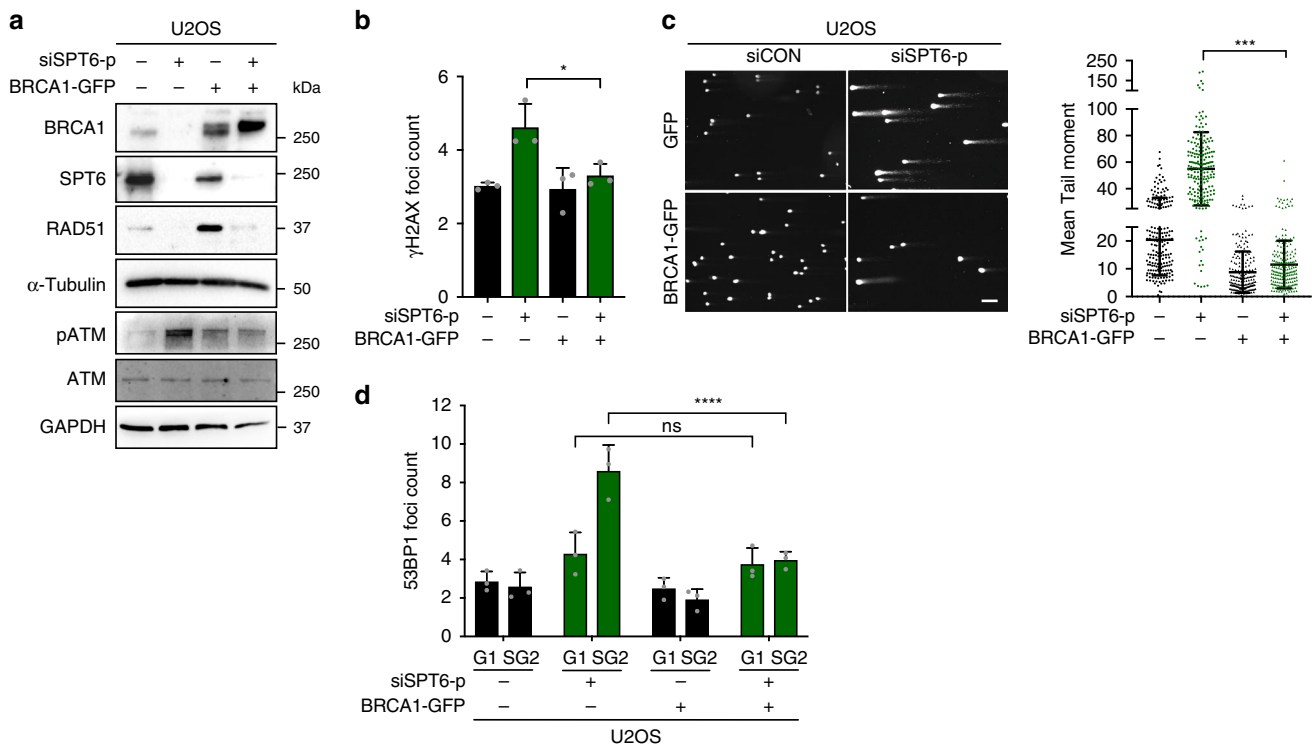 a
U2OS
siSPT6-p – + – +
BRCA1-GFP – – + + kDa
BRCA1 250
SPT6 250
RAD51 37
α-Tubulin 50
pATM 250
ATM 250
GAPDH 37
b
γH2AX foci count
6
4
2
0
*
siSPT6-p – + – +
BRCA1-GFP – – + +
c
U2OS
siCON siSPT6-p
GFP
BRCA1-GFP
Mean Tail moment
250
150
100
80
60
40
20
10
0
***
siSPT6-p – + – +
BRCA1-GFP – – + +
d
53BP1 foci count
12
10
8
6
4
2
0
****
ns
G1 SG2 G1 SG2 G1 SG2 G1 SG2
siSPT6-p – + – +
BRCA1-GFP – – + +
U2OS